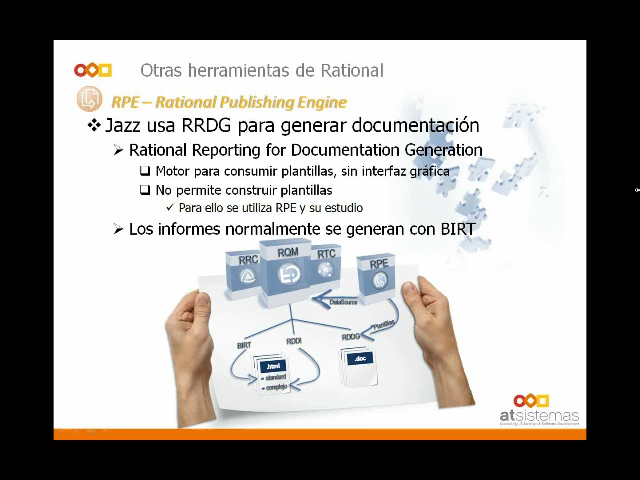 Otras herramientas de Rational
RPE – Rational Publishing Engine
❖ Jazz usa RRDG para generar documentación
➢ Rational Reporting for Documentation Generation
❑ Motor para consumir plantillas, sin interfaz gráfica
❑ No permite construir plantillas
✓ Para ello se utiliza RPE y su estudio
➢ Los informes normalmente se generan con BIRT
RRC
RQM
RTC
RPE
DataSource
BIRT
RDDI
RDDG
.html
standard
complejo
.doc
atsistemas